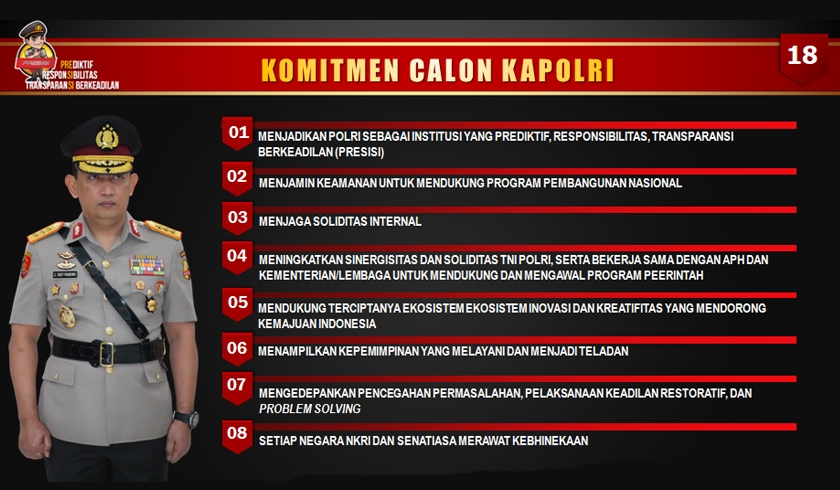 PRESISI
PREDIKTIF
RESPONSIBILITAS
TRANSPARANSI BERKEADILAN
KOMITMEN CALON KAPOLRI
18
01
MENJADIKAN POLRI SEBAGAI INSTITUSI YANG PREDIKTIF, RESPONSIBILITAS, TRANSPARANSI
BERKEADILAN (PRESISI)
02
MENJAMIN KEAMANAN UNTUK MENDUKUNG PROGRAM PEMBANGUNAN NASIONAL
03
MENJAGA SOLIDITAS INTERNAL
04
MENINGKATKAN SINERGISITAS DAN SOLIDITAS TNI POLRI, SERTA BEKERJA SAMA DENGAN APH DAN
KEMENTERIAN/LEMBAGA UNTUK MENDUKUNG DAN MENGAWAL PROGRAM PEERINTAH
05
MENDUKUNG TERCIPTANYA EKOSISTEM EKOSISTEM INOVASI DAN KREATIFITAS YANG MENDORONG
KEMAJUAN INDONESIA
06
MENAMPILKAN KEPEMIMPINAN YANG MELAYANI DAN MENJADI TELADAN
07
MENGEDEPANKAN PENCEGAHAN PERMASALAHAN, PELAKSANAAN KEADILAN RESTORATIF, DAN
PROBLEM SOLVING
08
SETIAP NEGARA NKRI DAN SENATIASA MERAWAT KEBHINEKAAN